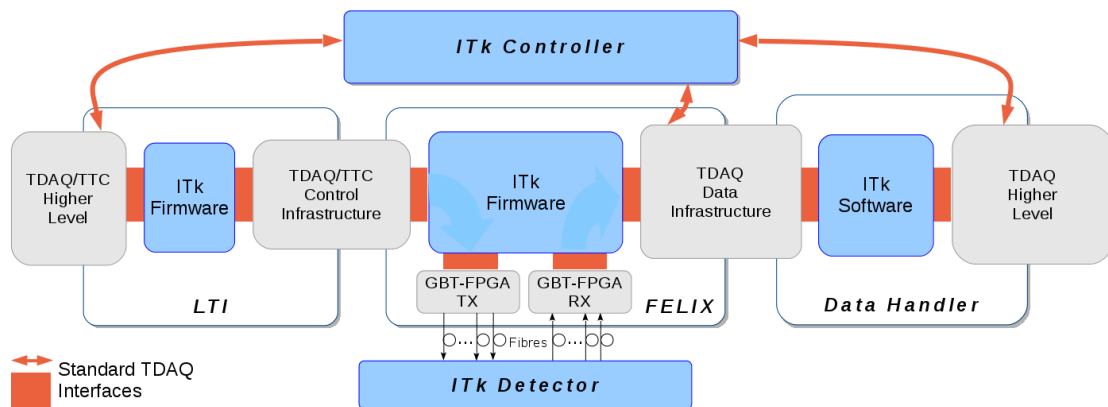 ITk Controller
TDAQ/TTC
Higher
Level
ITk
Firmware
TDAQ/TTC
Control
Infrastructure
ITk
Firmware
TDAQ
Data
Infrastructure
ITk
Software
TDAQ
Higher
Level
GBT-FPGA
TX
GBT-FPGA
RX
LTI
FELIX
Data Handler
Fibres
ITk Detector
Standard TDAQ
Interfaces